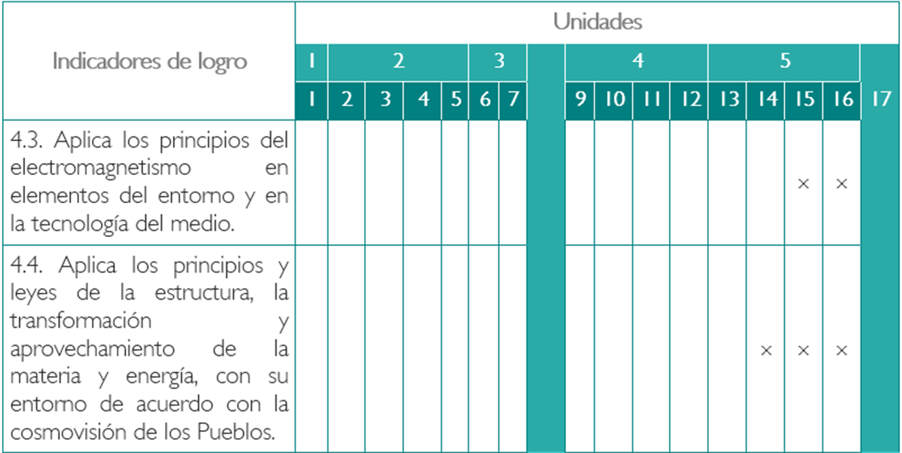 Unidades
Indicadores de logro
1 2 3 4 5
1 2 3 4 5 6 7 9 10 11 12 13 14 15 16 17
4.3. Aplica los principios del
electromagnetismo en
elementos del entorno y en
la tecnología del medio.
× ×
4.4. Aplica los principios y
leyes de la estructura, la
transformación y
aprovechamiento de la
materia y energía, con su
entorno de acuerdo con la
cosmovisión de los Pueblos.
× × ×